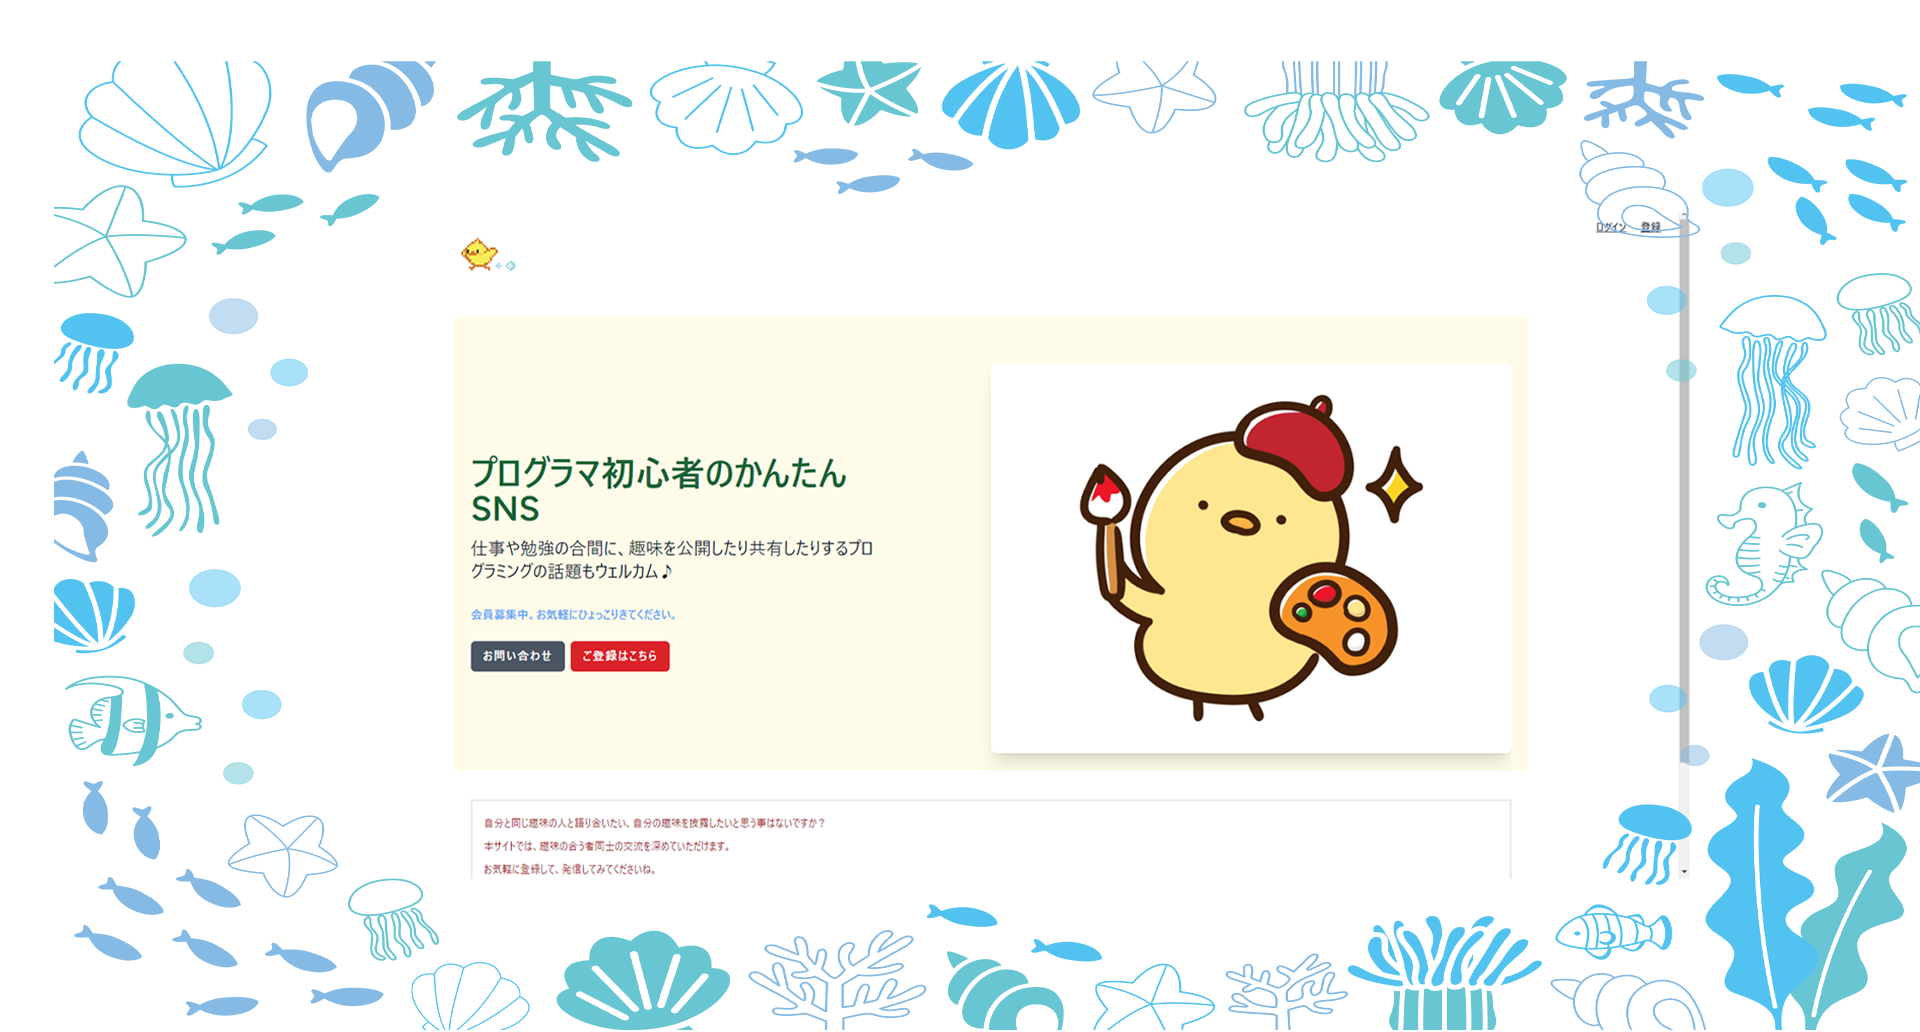 ログイン 登録
プログラマ初心者のかんたん
SNS
仕事や勉強の合間に、趣味を公開したり共有したりするプロ
グラミングの話題もウェルカム♪
会員募集中。お気軽にひょっこりきてください。
お問い合わせ ご登録はこちら
自分と同じ趣味の人と語り合いたい、自分の趣味を披露したいと思う事はないですか？
本サイトでは、趣味の合う者同士の交流を深めていただけます。
お気軽に登録して、発信してみてくださいね。